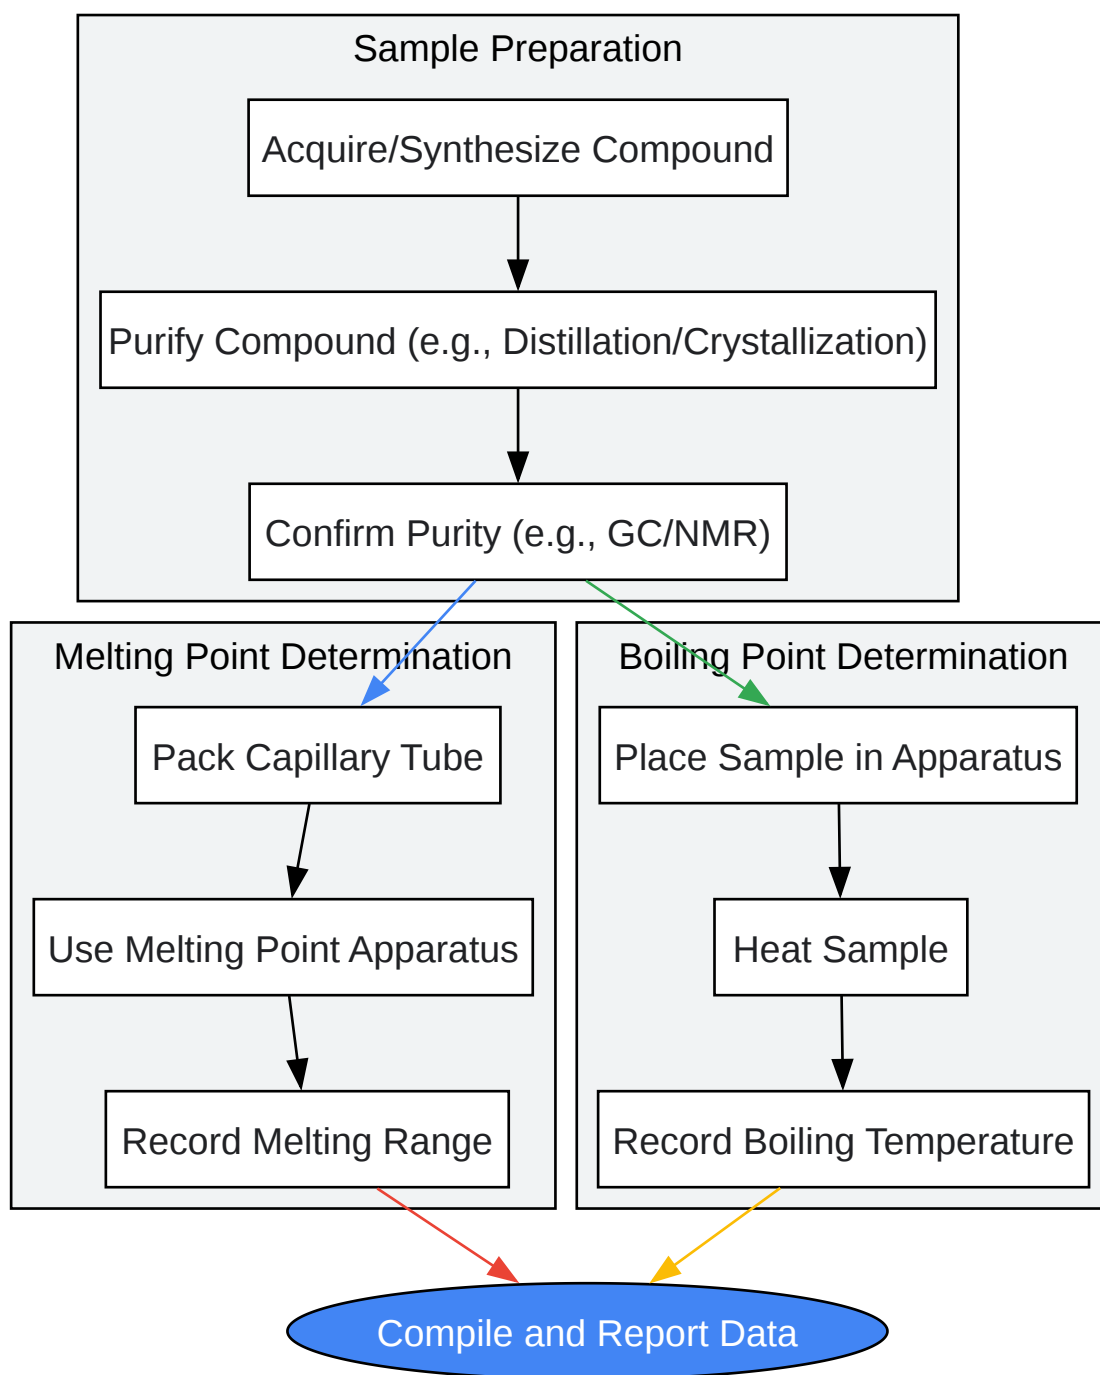 Sample Preparation
Acquire/Synthesize Compound
Purify Compound (e.g., Distillation/Crystallization)
Confirm Purity (e.g., GC/NMR)
Melting Point Determination
Pack Capillary Tube
Use Melting Point Apparatus
Record Melting Range
Boiling Point Determination
Place Sample in Apparatus
Heat Sample
Record Boiling Temperature
Compile and Report Data